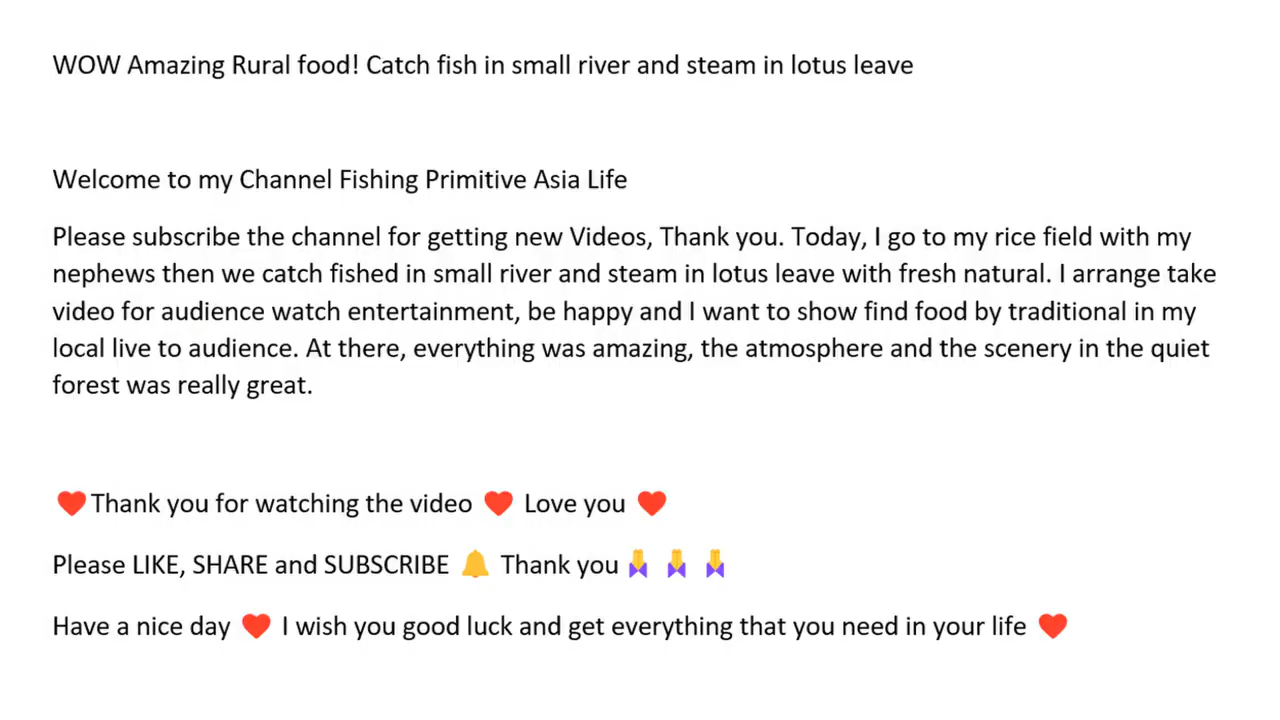 WOW Amazing Rural food! Catch fish in small river and steam in lotus leave
Welcome to my Channel Fishing Primitive Asia Life
Please subscribe the channel for getting new Videos, Thank you. Today, I go to my rice field with my
nephews then we catch fished in small river and steam in lotus leave with fresh natural. I arrange take
video for audience watch entertainment, be happy and I want to show find food by traditional in my
local live to audience. At there, everything was amazing, the atmosphere and the scenery in the quiet
forest was really great.
❤️Thank you for watching the video ❤️ Love you ❤️
Please LIKE, SHARE and SUBSCRIBE 🔔 Thank you🙏 🙏 🙏
Have a nice day ❤️ I wish you good luck and get everything that you need in your life ❤️